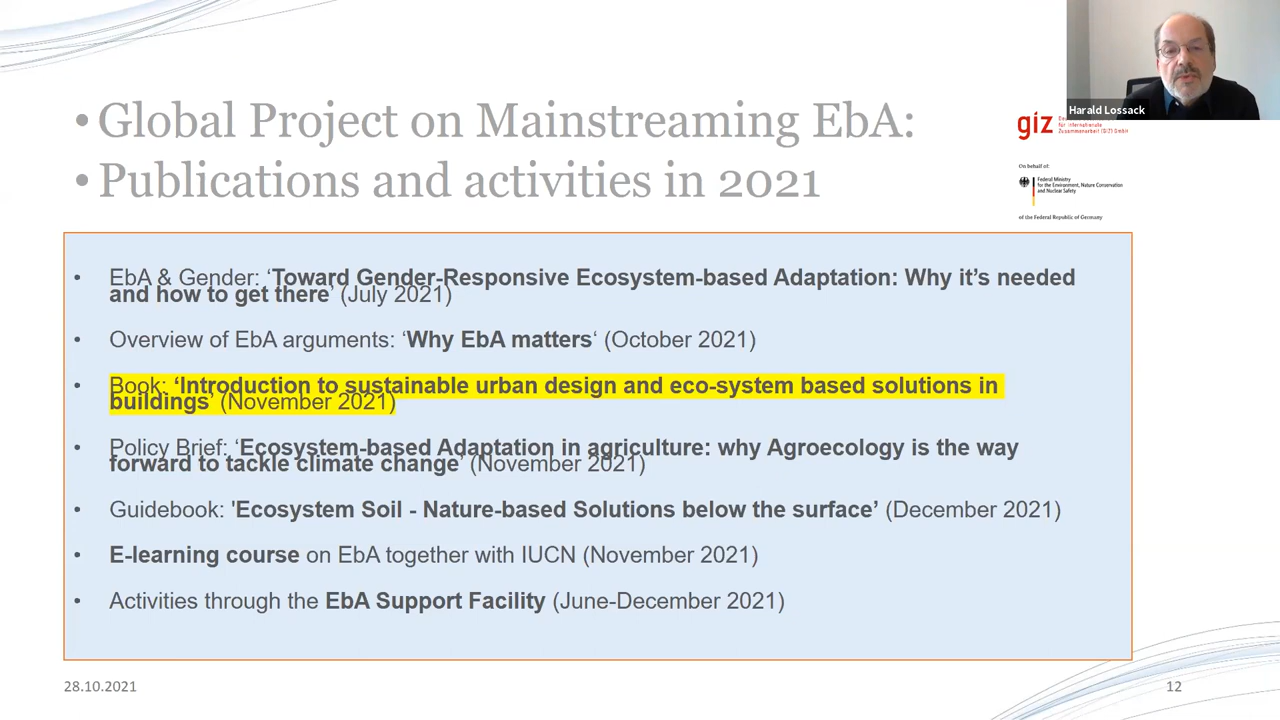 Harald Lossack
• Global Project on Mainstreaming EbA:
• Publications and activities in 2021
giz
für Internationale
Zusammenarbeit (GIZ) GmbH
On behalf of:
Federal Ministry
for the Environment, Nature Conservation
and Nuclear Safety
of the Federal Republic of Germany
• EbA & Gender: ‘Toward Gender-Responsive Ecosystem-based Adaptation: Why it’s needed
and how to get there’ (July 2021)
• Overview of EbA arguments: ‘Why EbA matters‘ (October 2021)
• Book: ‘Introduction to sustainable urban design and eco-system based solutions in
buildings’ (November 2021)
• Policy Brief: ‘Ecosystem-based Adaptation in agriculture: why Agroecology is the way
forward to tackle climate change’ (November 2021)
• Guidebook: 'Ecosystem Soil - Nature-based Solutions below the surface’ (December 2021)
• E-learning course on EbA together with IUCN (November 2021)
• Activities through the EbA Support Facility (June-December 2021)
28.10.2021
12